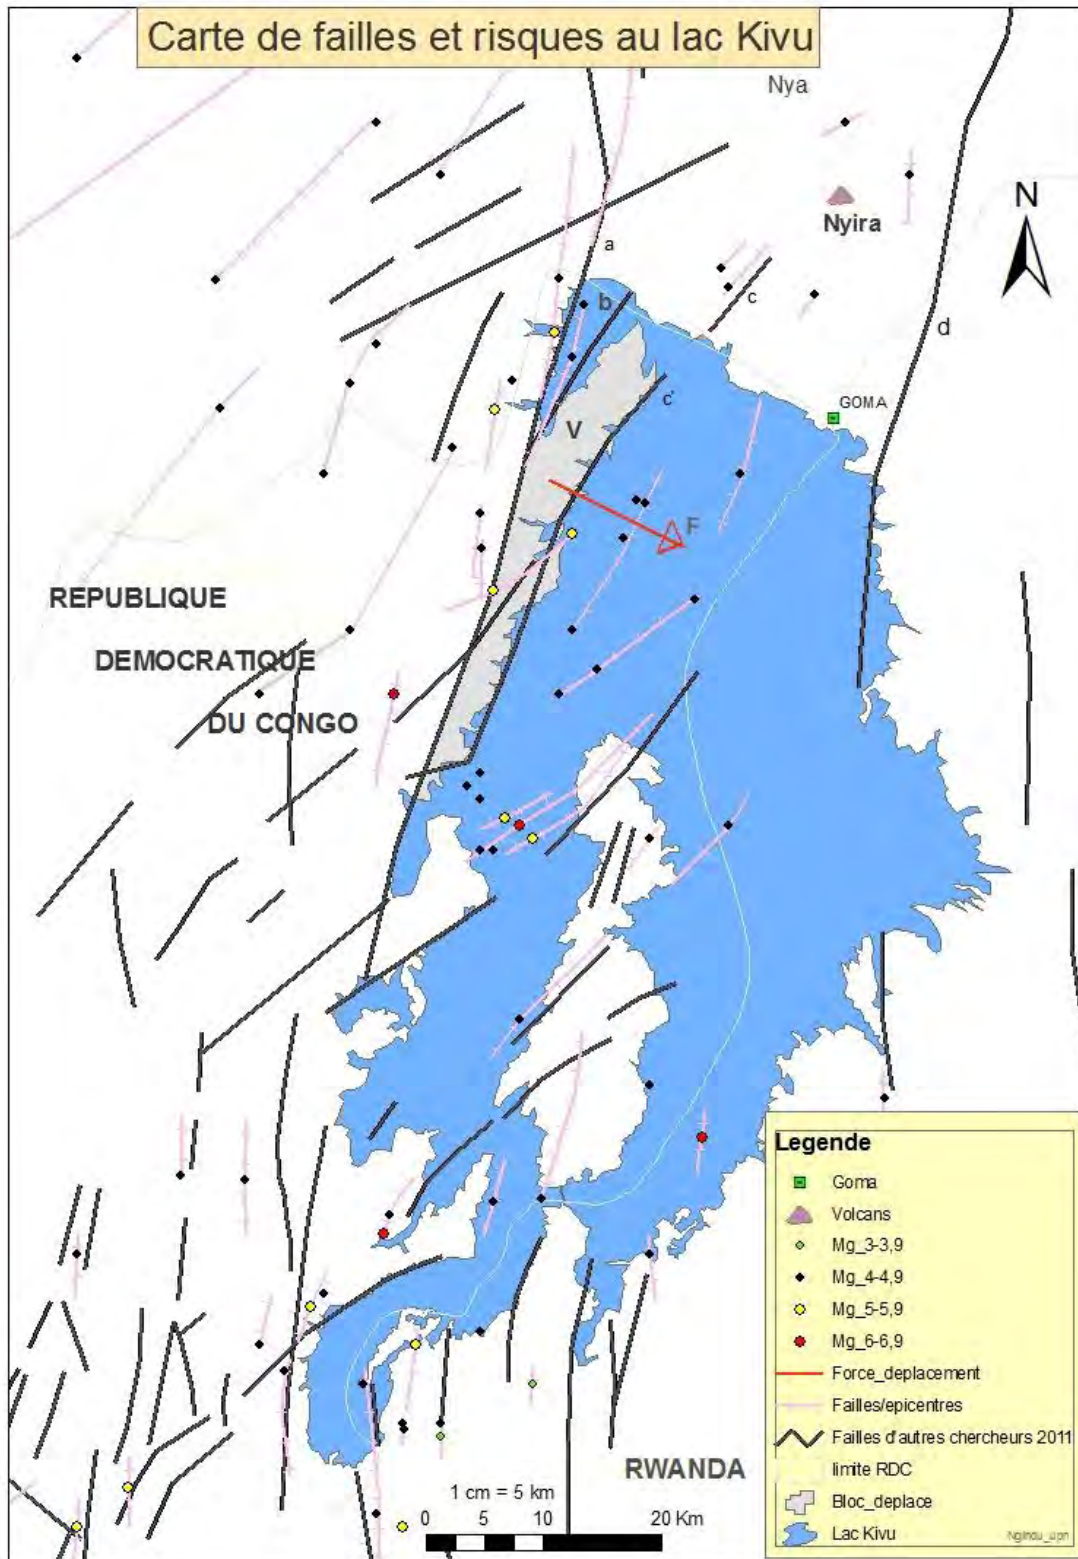 Carte de failles et risques au lac Kivu
Nya
N
Nyira
a
b
c
d
GOMA
c'
V
F
REPUBLIQUE
DEMOCRATIQUE
DU CONGO
RWANDA
1 cm = 5 km
0 5 10 20 Km
Legende
Goma
Volcans
Mg_3-3,9
Mg_4-4,9
Mg_5-5,9
Mg_6-6,9
Force_deplacement
Failles/epicentres
Failles d'autres chercheurs 2011
limite RDC
Bloc_deplace
Lac Kivu
Ngindu_upn